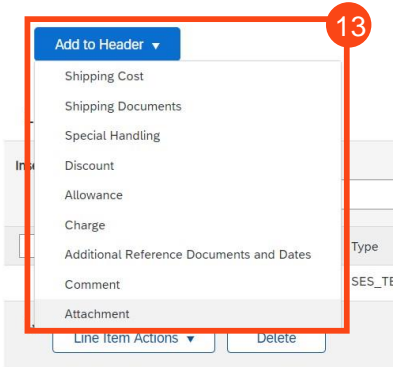 13
Add to Header
Shipping Cost
Shipping Documents
Special Handling
Discount
Allowance
Charge
Additional Reference Documents and Dates
Type
Comment
SES_TE
Attachment
Line Item Actions
Delete